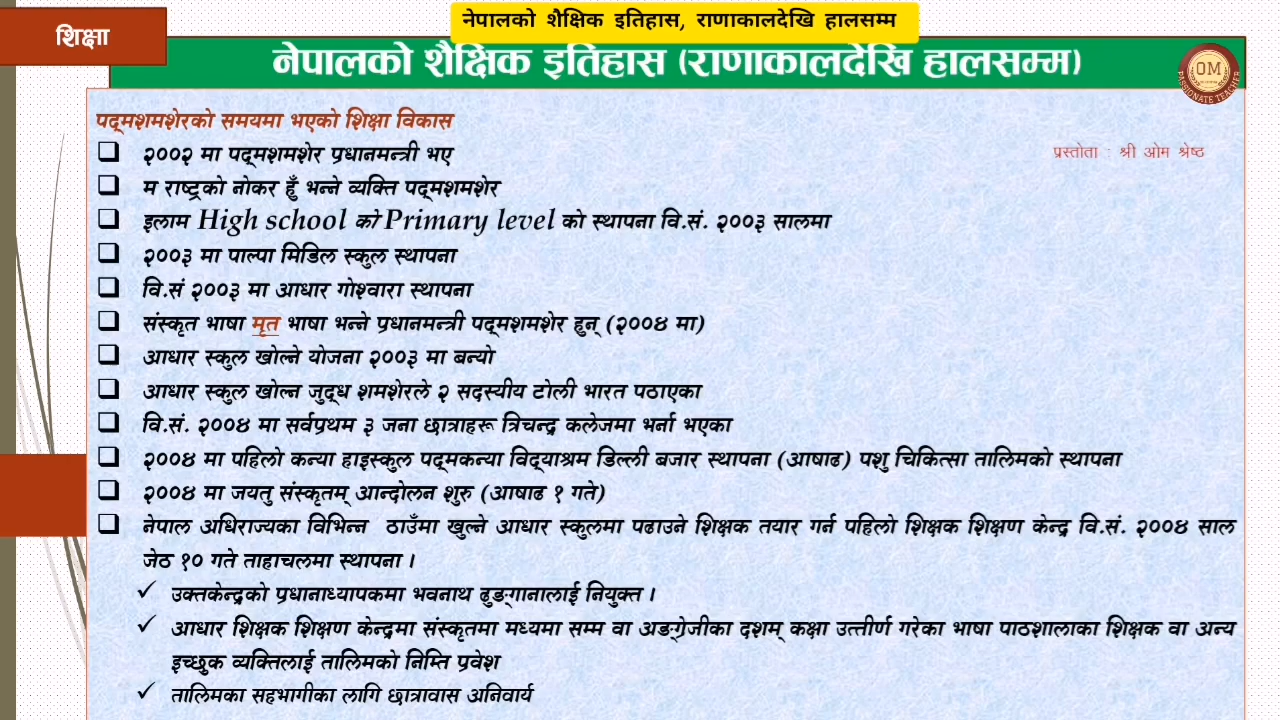 नेपालको शैक्षिक इतिहास, राणाकालदेखि हालसम्म
शिक्षा
नेपालको शैक्षिक इतिहास (राणाकालदेखि हालसम्म)
OM
PASSIONATE TEACHER
पद्मशमशेरको समयमा भएको शिक्षा विकास
प्रस्तोता : श्री ओम श्रेष्ठ
❑ २००२ मा पद्मशमशेर प्रधानमन्त्री भए
❑ म राष्ट्रको नोकर हुँ भन्ने व्यक्ति पद्मशमशेर
❑ इलाम High school को Primary level को स्थापना वि.सं. २००३ सालमा
❑ २००३ मा पाल्पा मिडिल स्कुल स्थापना
❑ वि.सं २००३ मा आधार गोश्वारा स्थापना
❑ संस्कृत भाषा मृत भाषा भन्ने प्रधानमन्त्री पद्मशमशेर हुन् (२००४ मा)
❑ आधार स्कुल खोल्ने योजना २००३ मा बन्यो
❑ आधार स्कुल खोल्न जुद्ध शमशेरले २ सदस्यीय टोली भारत पठाएका
❑ वि.सं. २००४ मा सर्वप्रथम ३ जना छात्राहरू त्रिचन्द्र कलेजमा भर्ना भएका
❑ २००४ मा पहिलो कन्या हाइस्कुल पद्मकन्या विद्याश्रम डिल्ली बजार स्थापना (आषाढ) पशु चिकित्सा तालिमको स्थापना
❑ २००४ मा जयतु संस्कृतम् आन्दोलन शुरु (आषाढ १ गते)
❑ नेपाल अधिराज्यका विभिन्न ठाउँमा खुल्ने आधार स्कुलमा पढाउने शिक्षक तयार गर्न पहिलो शिक्षक शिक्षण केन्द्र वि.सं. २००४ साल
जेठ १० गते ताहाचलमा स्थापना ।
✓ उक्तकेन्द्रको प्रधानाध्यापकमा भवनाथ ढुङ्गानालाई नियुक्त ।
✓ आधार शिक्षक शिक्षण केन्द्रमा संस्कृतमा मध्यमा सम्म वा अङ्ग्रेजीका दशम् कक्षा उत्तीर्ण गरेका भाषा पाठशालाका शिक्षक वा अन्य
इच्छुक व्यक्तिलाई तालिमको निम्ति प्रवेश
✓ तालिमका सहभागीका लागि छात्रावास अनिवार्य